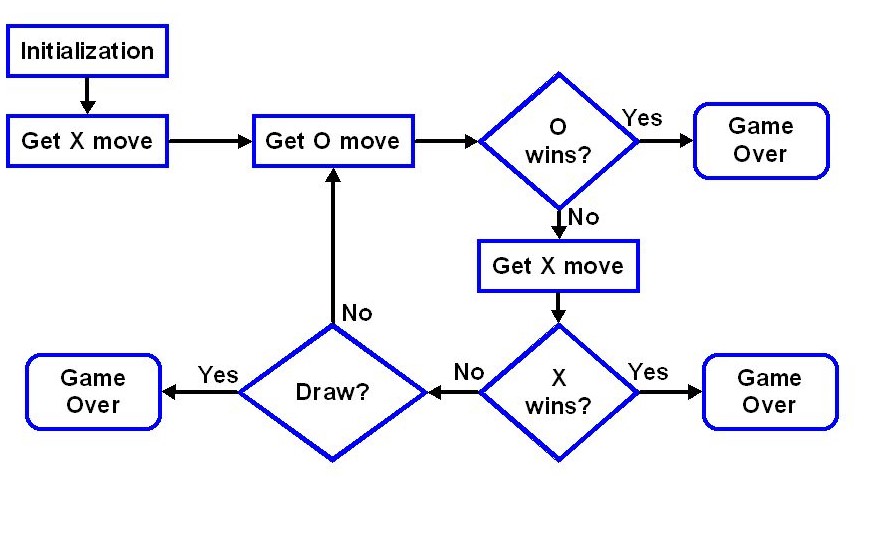 Initialization
Get X move
Get O move
O
wins?
Yes
Game
Over
No
Get X move
X
wins?
Yes
Game
Over
No
Draw?
No
Yes
Game
Over